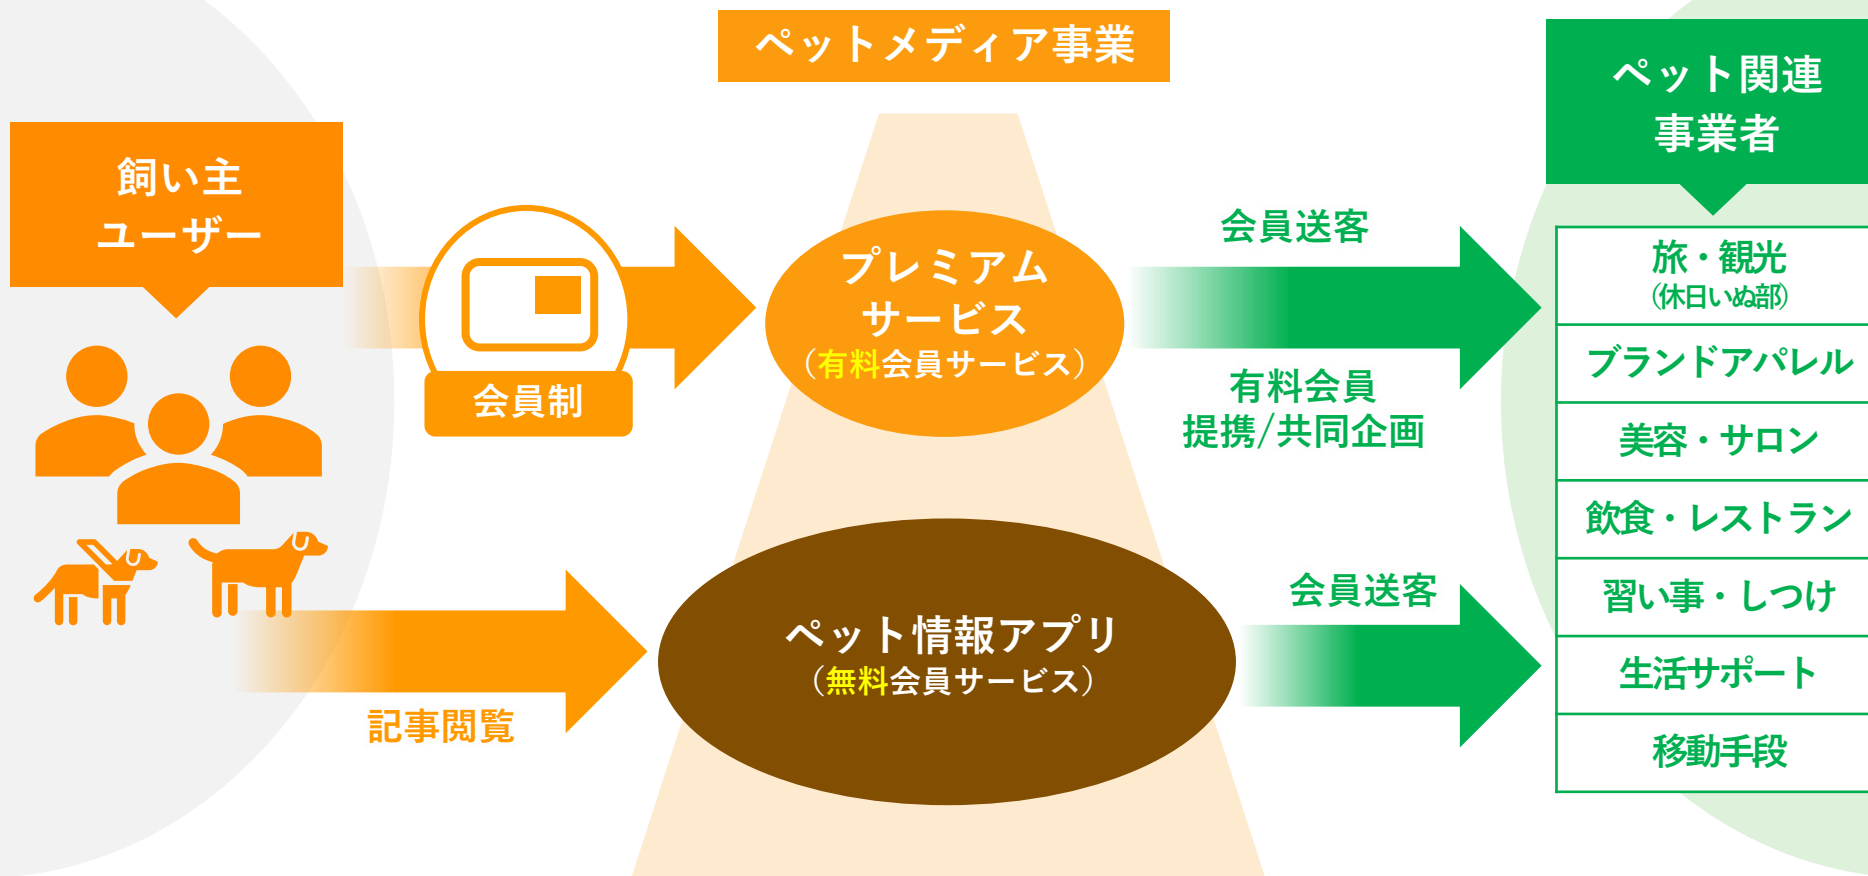 ペットメディア事業
飼い主
ユーザー
会員制
記事閲覧
プレミアム
サービス
（有料会員サービス）
ペット情報アプリ
（無料会員サービス）
会員送客
有料会員
提携/共同企画
会員送客
ペット関連
事業者
旅・観光
（休日いぬ部）
ブランドアパレル
美容・サロン
飲食・レストラン
習い事・しつけ
生活サポート
移動手段